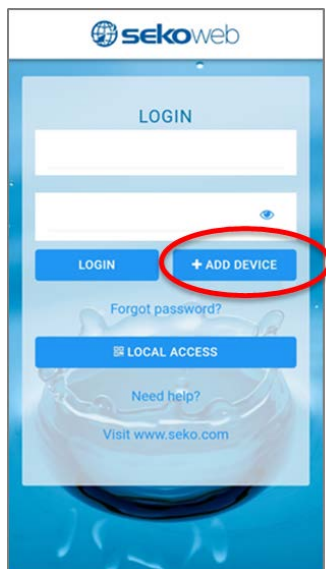 sekoweb
LOGIN
LOGIN + ADD DEVICE
Forgot password?
LOCAL ACCESS
Need help?
Visit www.seko.com